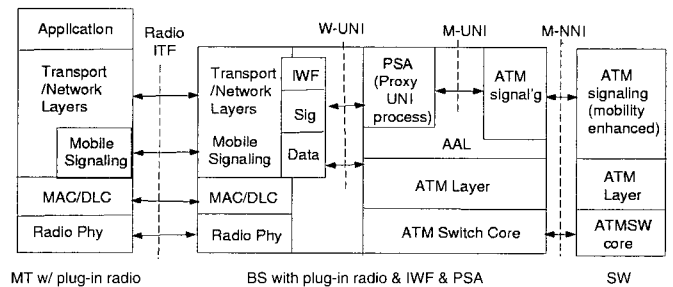 Application
Radio
ITF
W-UNI
M-UNI
M-NNI
Transport
/Network
Layers
Mobile
Signaling
MAC/DLC
Radio Phy
Transport
/Network
Layers
Mobile
Signaling
MAC/DLC
Radio Phy
IWF
Sig
Data
PSA
(Proxy
UNI
process)
ATM
signal'g
AAL
ATM Layer
ATM Switch Core
ATM
signaling
(mobility
enhanced)
ATM
Layer
ATMSW
core
MT w/ plug-in radio
BS with plug-in radio & IWF & PSA
SW